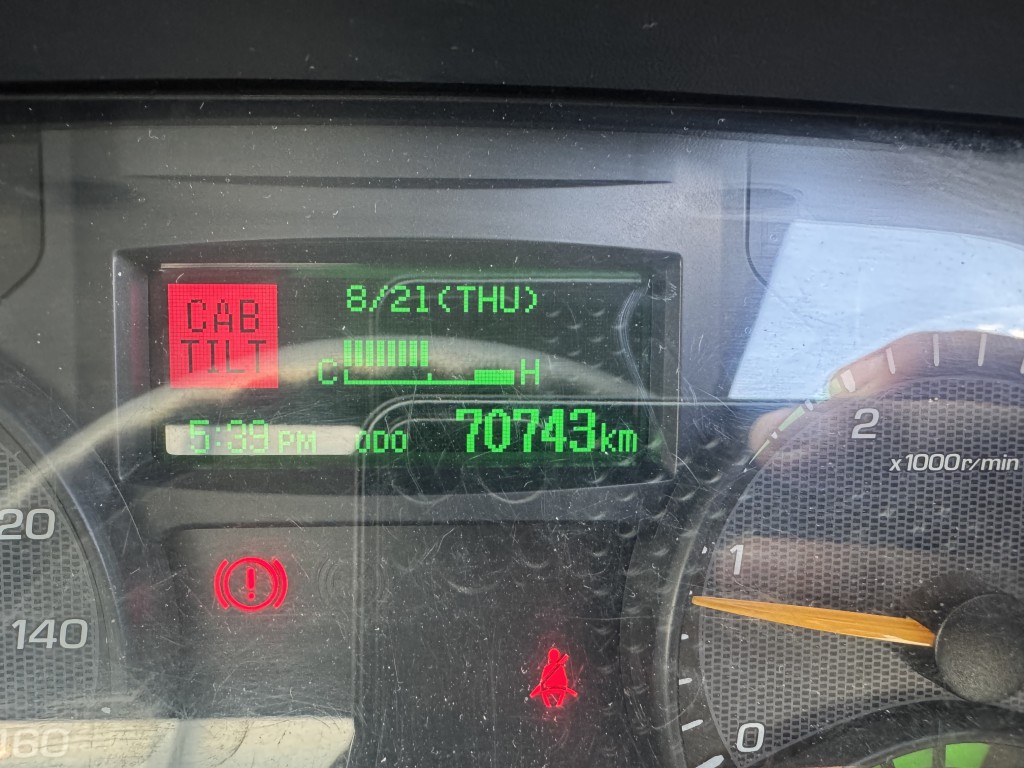 CAB
TILT
8/21(THU)
C H
5:39 PM ODO 70743km
20
140
160
2
x1000r/min
1
0
!